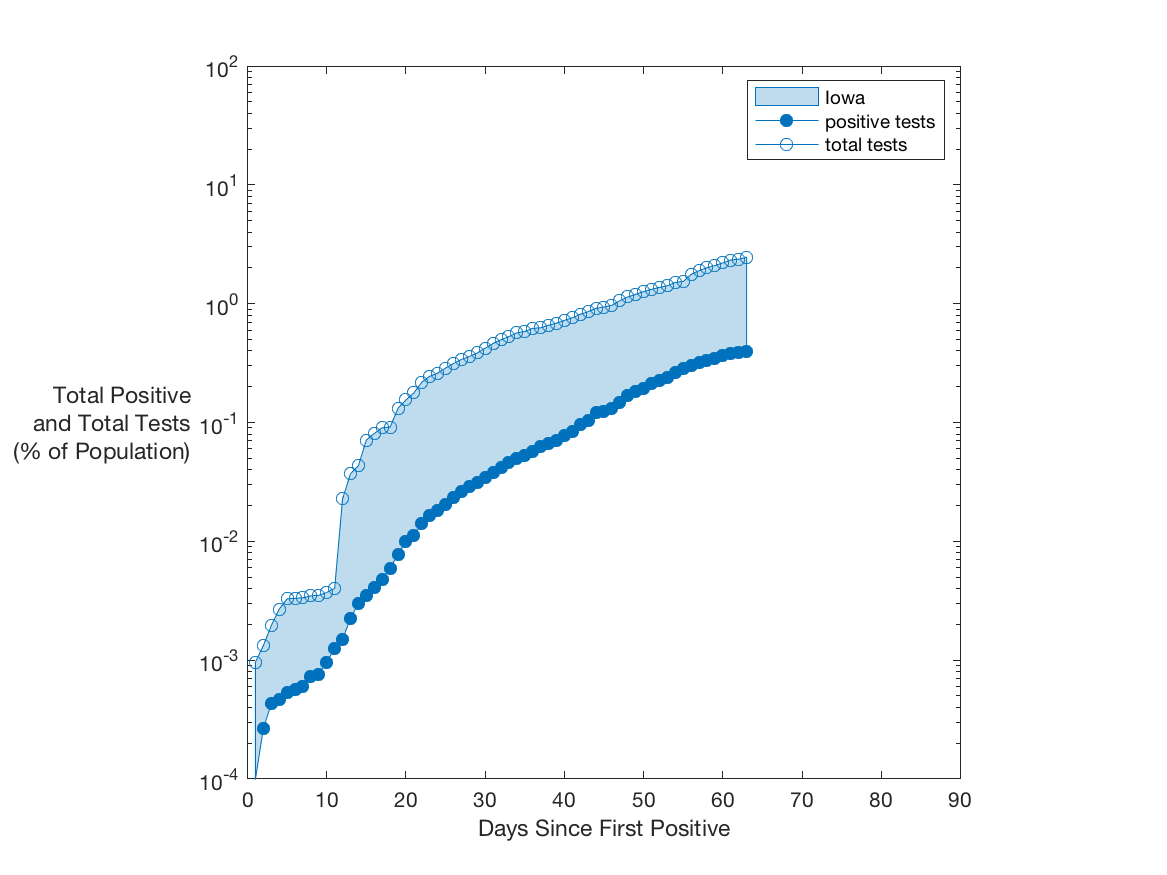 10^2
Iowa
positive tests
total tests
10^1
10^0
Total Positive
and Total Tests
(% of Population)
10^-1
10^-2
10^-3
10^-4
0 10 20 30 40 50 60 70 80 90
Days Since First Positive